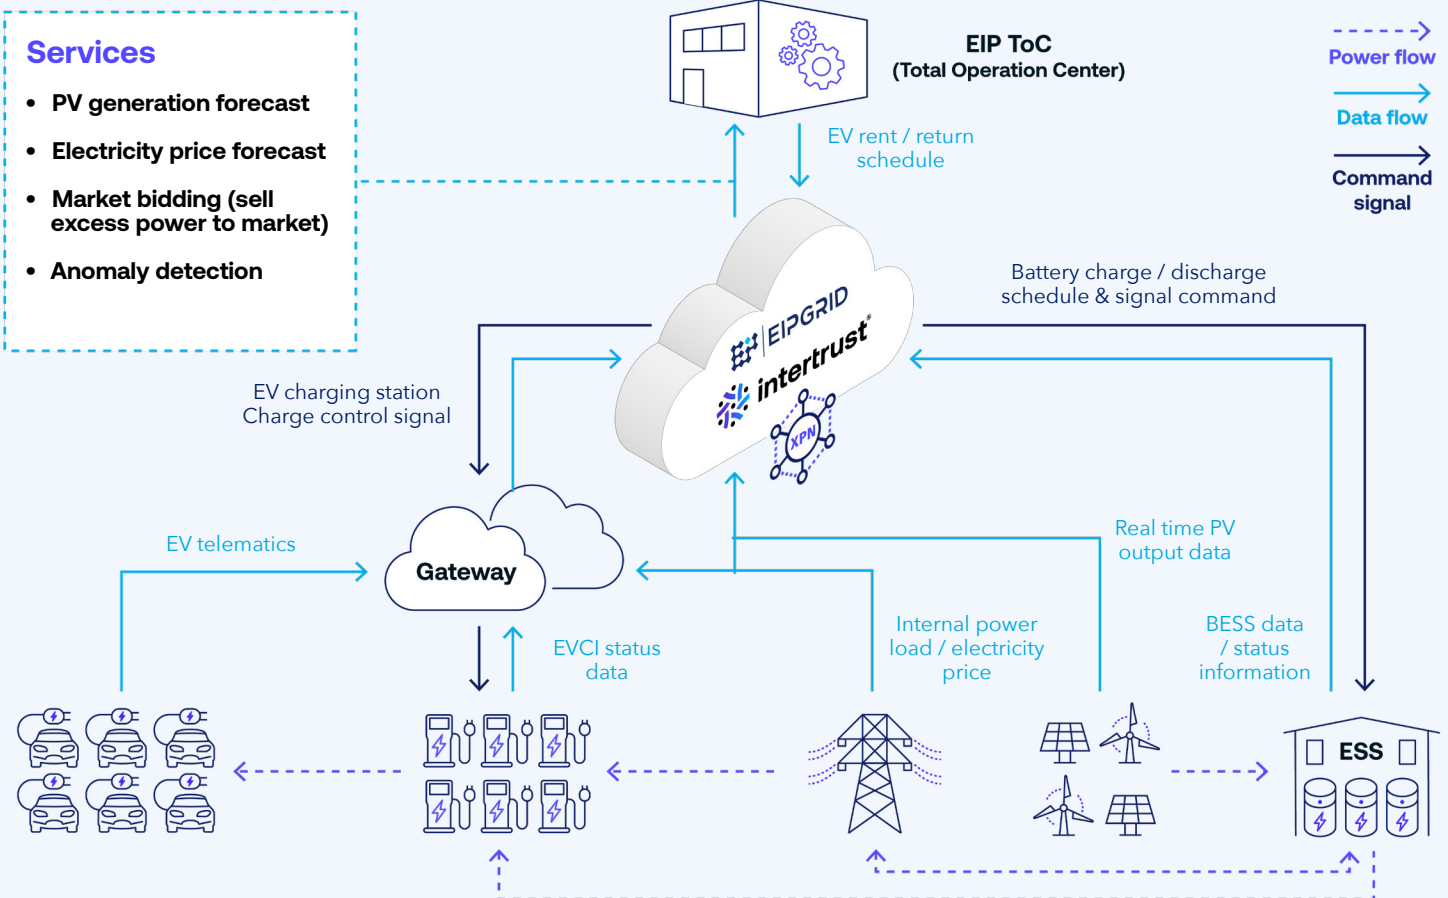 Services
• PV generation forecast
• Electricity price forecast
• Market bidding (sell
excess power to market)
• Anomaly detection
EIP ToC
(Total Operation Center)
Power flow
Data flow
Command
signal
EV rent / return
schedule
Battery charge / discharge
schedule & signal command
EIPGRID
intertrust®
XPN
EV charging station
Charge control signal
EV telematics
Gateway
Real time PV
output data
EVCI status
data
Internal power
load / electricity
price
BESS data
/ status
information
ESS